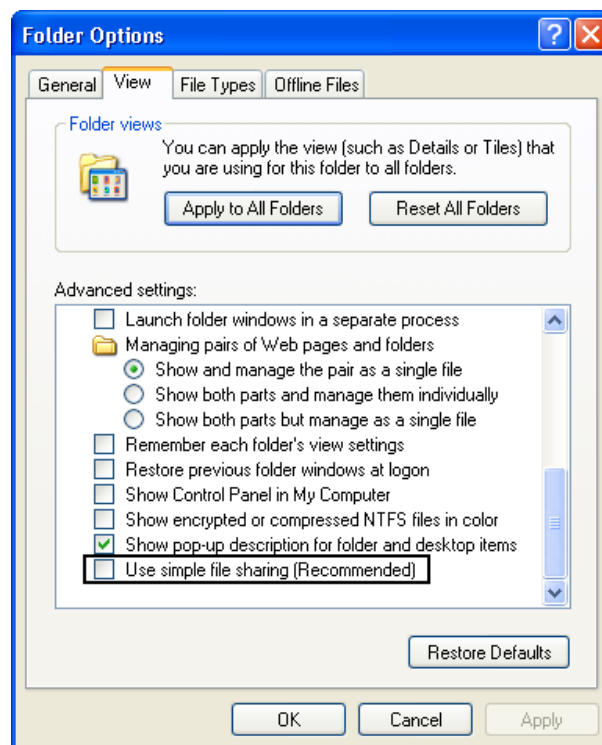 Folder Options
General
View
File Types
Offline Files
Folder views
You can apply the view (such as Details or Tiles) that
you are using for this folder to all folders.
Apply to All Folders
Reset All Folders
Advanced settings:
Launch folder windows in a separate process
Managing pairs of Web pages and folders
Show and manage the pair as a single file
Show both parts and manage them individually
Show both parts but manage as a single file
Remember each folder's view settings
Restore previous folder windows at logon
Show Control Panel in My Computer
Show encrypted or compressed NTFS files in color
Show pop-up description for folder and desktop items
Use simple file sharing (Recommended)
Restore Defaults
OK
Cancel
Apply